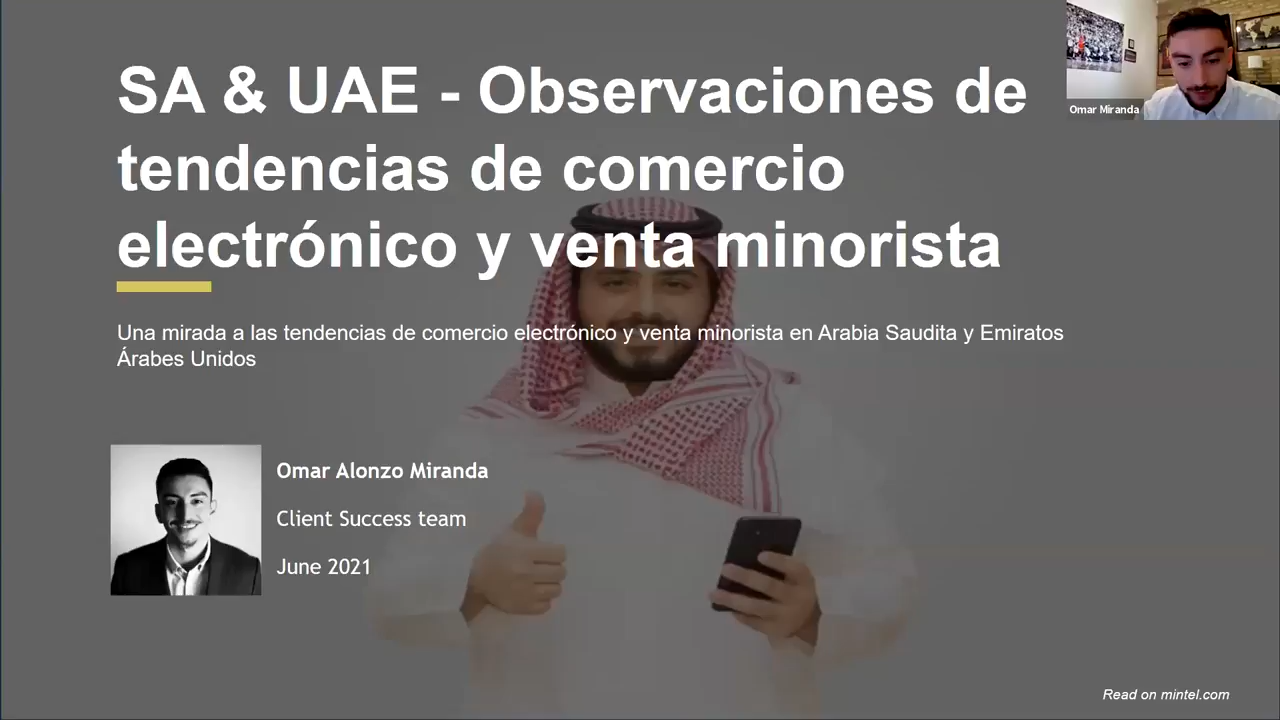 SA & UAE - Observaciones de
tendencias de comercio
electrónico y venta minorista
Una mirada a las tendencias de comercio electrónico y venta minorista en Arabia Saudita y Emiratos
Árabes Unidos
Omar Alonzo Miranda
Client Success team
June 2021
Omar Miranda
Read on mintel.com